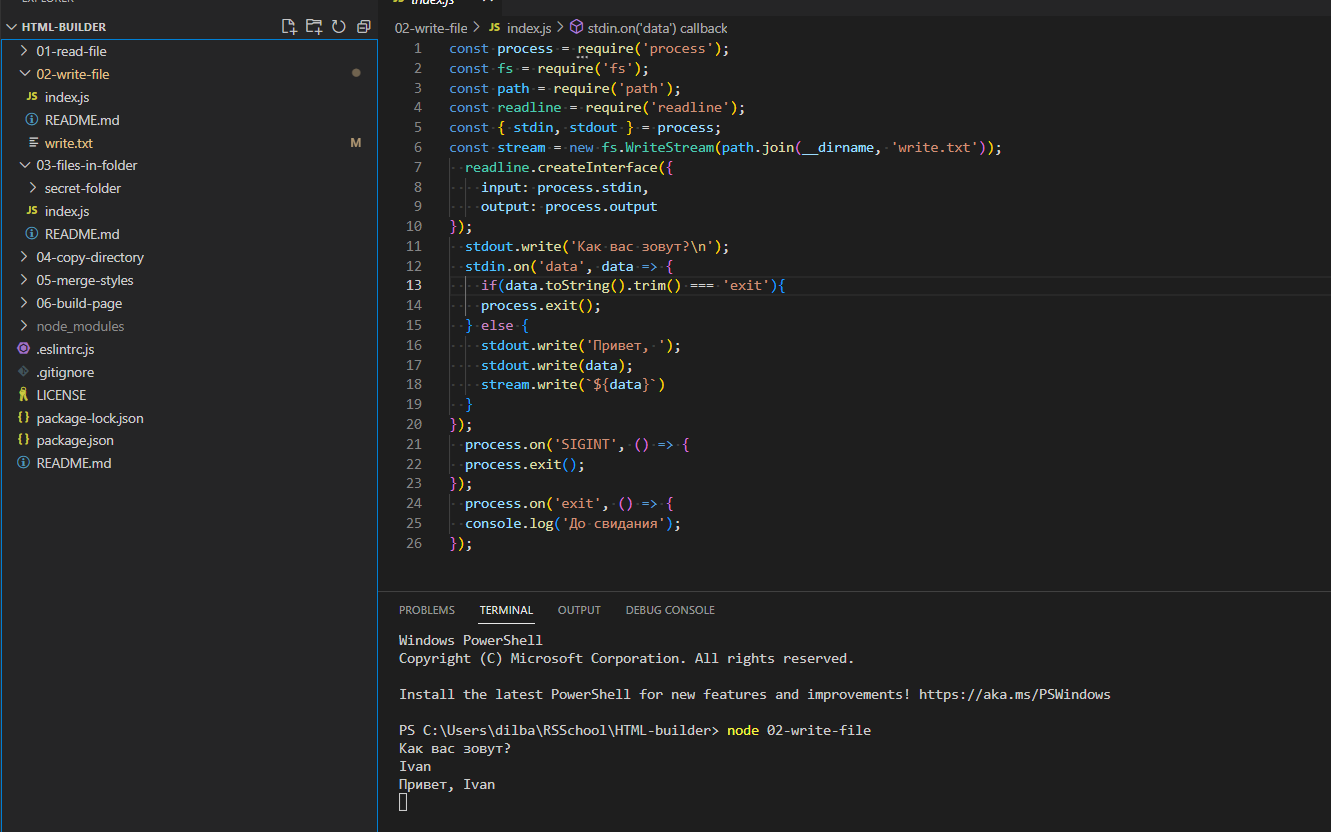 EXPLORER
HTML-BUILDER
01-read-file
02-write-file
JS index.js
README.md
write.txt M
03-files-in-folder
secret-folder
JS index.js
README.md
04-copy-directory
05-merge-styles
06-build-page
node_modules
.eslintrc.js
.gitignore
LICENSE
{} package-lock.json
{} package.json
README.md
JS index.js
02-write-file > JS index.js > stdin.on('data') callback
1 const process = require('process');
2 const fs = require('fs');
3 const path = require('path');
4 const readline = require('readline');
5 const { stdin, stdout } = process;
6 const stream = new fs.WriteStream(path.join(__dirname, 'write.txt'));
7 readline.createInterface({
8 input: process.stdin,
9 output: process.output
10 });
11 stdout.write('Как вас зовут?\n');
12 stdin.on('data', data => {
13 if(data.toString().trim() === 'exit'){
14 process.exit();
15 } else {
16 stdout.write('Привет, ');
17 stdout.write(data);
18 stream.write(`${data}`)
19 }
20 });
21 process.on('SIGINT', () => {
22 process.exit();
23 });
24 process.on('exit', () => {
25 console.log('До свидания');
26 });
PROBLEMS TERMINAL OUTPUT DEBUG CONSOLE
Windows PowerShell
Copyright (C) Microsoft Corporation. All rights reserved.
Install the latest PowerShell for new features and improvements! https://aka.ms/PSWindows
PS C:\Users\dilba\RSSchool\HTML-builder> node 02-write-file
Как вас зовут?
Ivan
Привет, Ivan